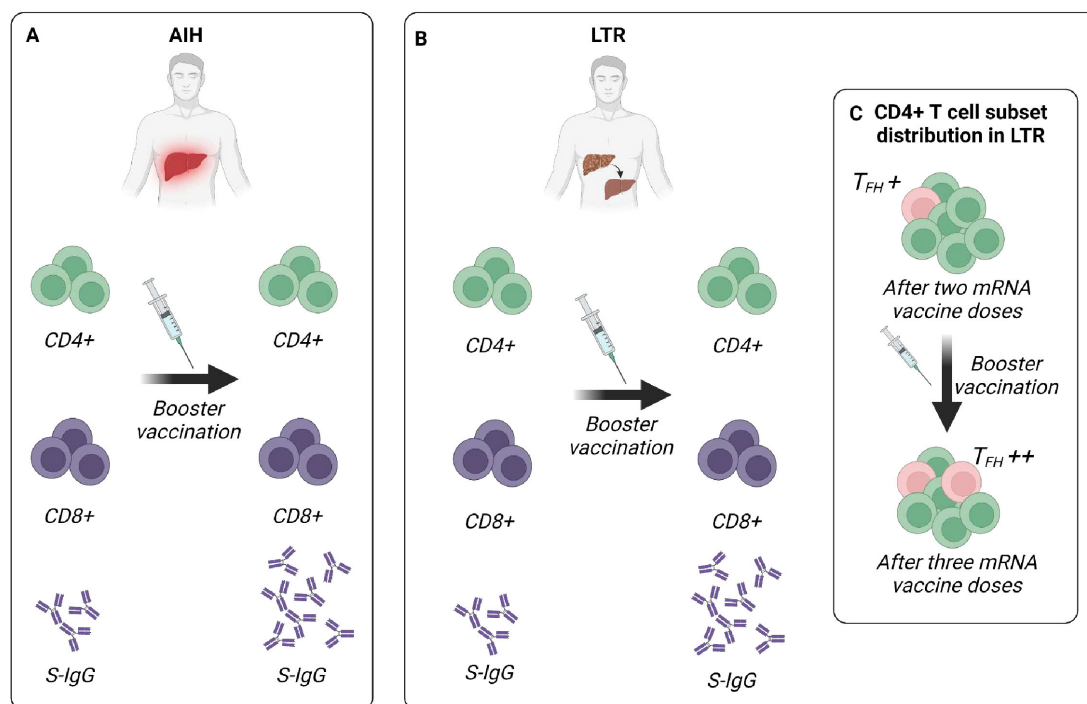 A
AIH
CD4+
CD4+
Booster
vaccination
CD8+
CD8+
S-IgG
S-IgG
B
LTR
CD4+
CD4+
Booster
vaccination
CD8+
CD8+
S-IgG
S-IgG
C CD4+ T cell subset
distribution in LTR
TFH +
After two mRNA
vaccine doses
Booster
vaccination
TFH ++
After three mRNA
vaccine doses